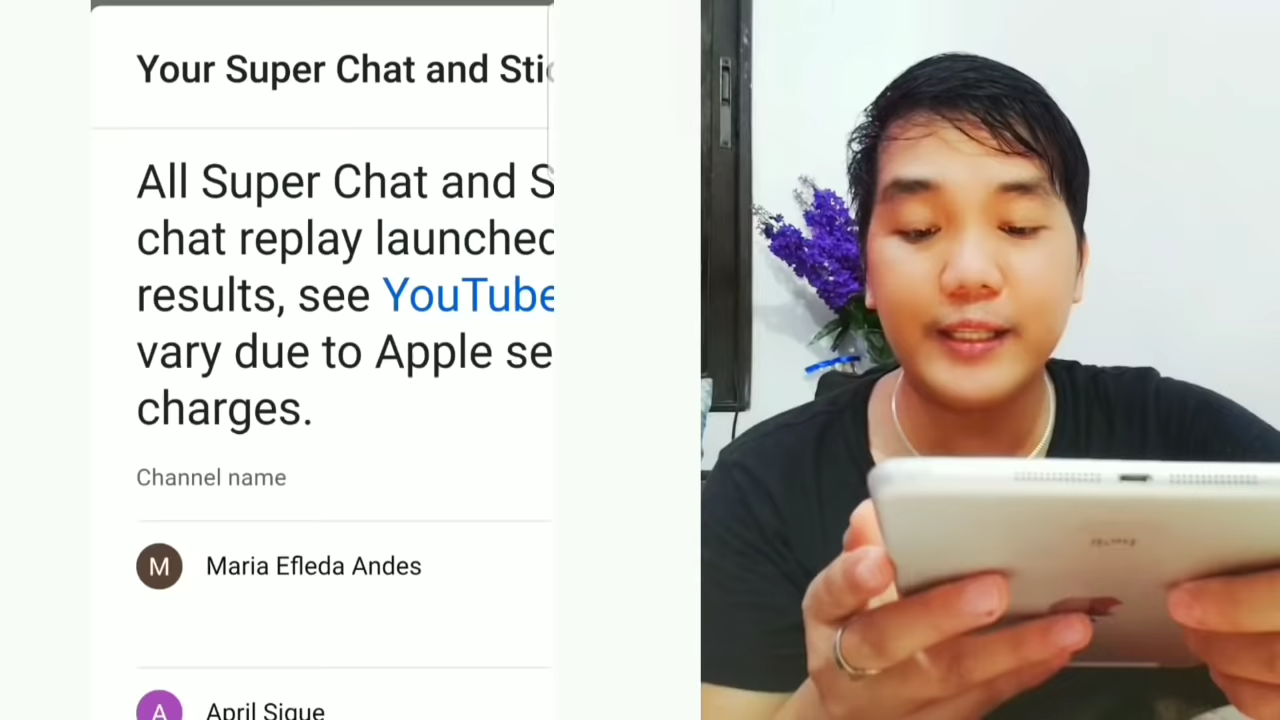 Your Super Chat and Stic
All Super Chat and S
chat replay launched
results, see YouTube
vary due to Apple se
charges.
Channel name
M Maria Efleda Andes
A April Sigue